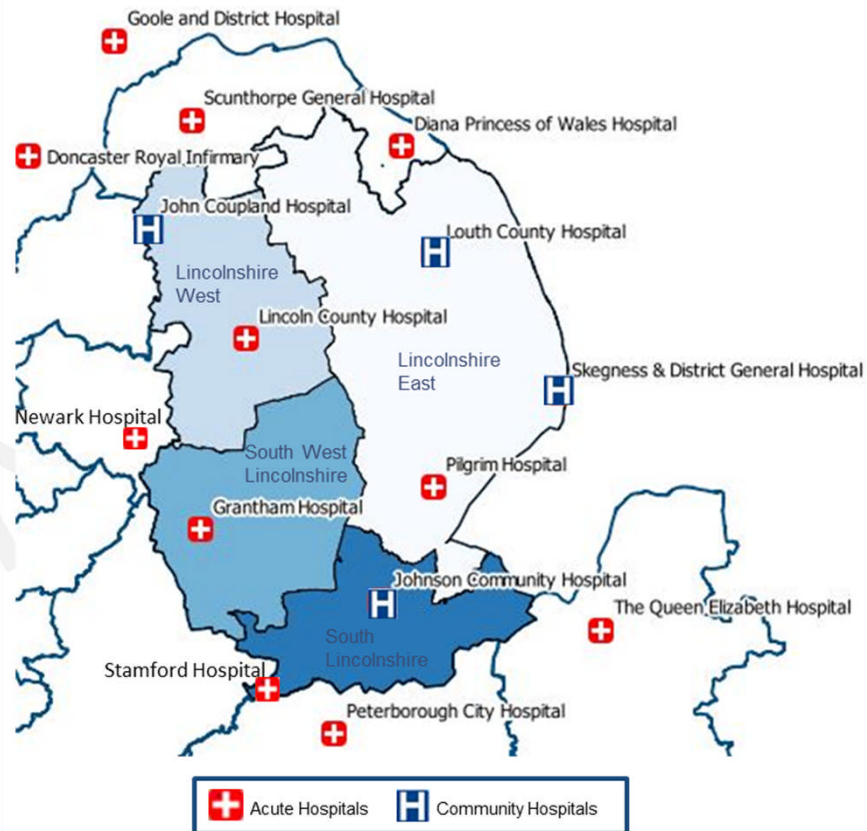 Goole and District Hospital
Scunthorpe General Hospital
Diana Princess of Wales Hospital
Doncaster Royal Infirmary
John Coupland Hospital
H
Louth County Hospital
H
Lincolnshire
West
Lincoln County Hospital
Lincolnshire
East
Skegness & District General Hospital
H
Newark Hospital
South West
Lincolnshire
Pilgrim Hospital
Grantham Hospital
Johnson Community Hospital
H
The Queen Elizabeth Hospital
South
Lincolnshire
Stamford Hospital
Peterborough City Hospital
Acute Hospitals
H Community Hospitals